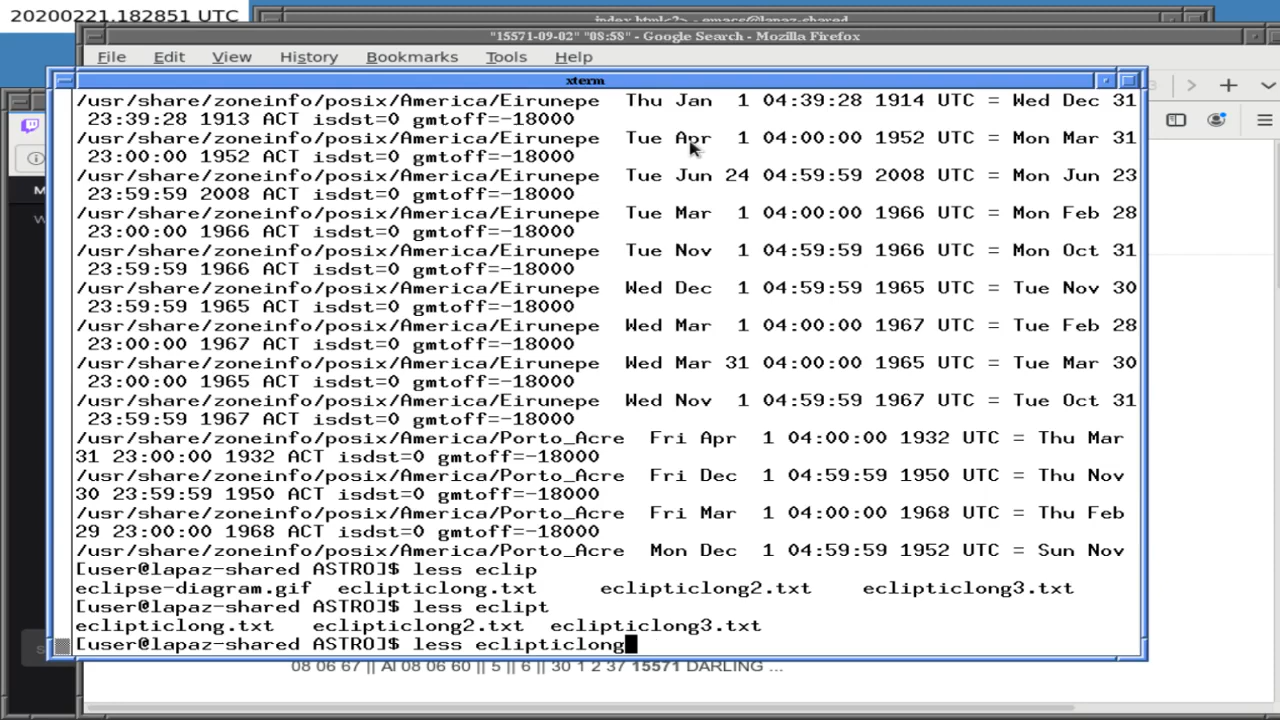 20200221.182851 UTC
index.html<2> - emacs@lapaz-shared
"15571-09-02" "08:58" - Google Search - Mozilla Firefox
File Edit View History Bookmarks Tools Help
xterm
/usr/share/zoneinfo/posix/America/Eirunepe  Thu Jan  1 04:39:28 1914 UTC = Wed Dec 31
 23:39:28 1913 ACT isdst=0 gmtoff=-18000
/usr/share/zoneinfo/posix/America/Eirunepe  Tue Apr  1 04:00:00 1952 UTC = Mon Mar 31
 23:00:00 1952 ACT isdst=0 gmtoff=-18000
/usr/share/zoneinfo/posix/America/Eirunepe  Tue Jun 24 04:59:59 2008 UTC = Mon Jun 23
 23:59:59 2008 ACT isdst=0 gmtoff=-18000
/usr/share/zoneinfo/posix/America/Eirunepe  Tue Mar  1 04:00:00 1966 UTC = Mon Feb 28
 23:00:00 1966 ACT isdst=0 gmtoff=-18000
/usr/share/zoneinfo/posix/America/Eirunepe  Tue Nov  1 04:59:59 1966 UTC = Mon Oct 31
 23:59:59 1966 ACT isdst=0 gmtoff=-18000
/usr/share/zoneinfo/posix/America/Eirunepe  Wed Dec  1 04:59:59 1965 UTC = Tue Nov 30
 23:59:59 1965 ACT isdst=0 gmtoff=-18000
/usr/share/zoneinfo/posix/America/Eirunepe  Wed Mar  1 04:00:00 1967 UTC = Tue Feb 28
 23:00:00 1967 ACT isdst=0 gmtoff=-18000
/usr/share/zoneinfo/posix/America/Eirunepe  Wed Mar 31 04:00:00 1965 UTC = Tue Mar 30
 23:00:00 1965 ACT isdst=0 gmtoff=-18000
/usr/share/zoneinfo/posix/America/Eirunepe  Wed Nov  1 04:59:59 1967 UTC = Tue Oct 31
 23:59:59 1967 ACT isdst=0 gmtoff=-18000
/usr/share/zoneinfo/posix/America/Porto_Acre  Fri Apr  1 04:00:00 1932 UTC = Thu Mar
31 23:00:00 1932 ACT isdst=0 gmtoff=-18000
/usr/share/zoneinfo/posix/America/Porto_Acre  Fri Dec  1 04:59:59 1950 UTC = Thu Nov
30 23:59:59 1950 ACT isdst=0 gmtoff=-18000
/usr/share/zoneinfo/posix/America/Porto_Acre  Fri Mar  1 04:00:00 1968 UTC = Thu Feb
29 23:00:00 1968 ACT isdst=0 gmtoff=-18000
/usr/share/zoneinfo/posix/America/Porto_Acre  Mon Dec  1 04:59:59 1952 UTC = Sun Nov
[user@lapaz-shared ASTRO]$ less eclip
eclipse-diagram.gif  eclipticlong.txt     eclipticlong2.txt    eclipticlong3.txt
[user@lapaz-shared ASTRO]$ less eclipt
eclipticlong.txt   eclipticlong2.txt  eclipticlong3.txt
[user@lapaz-shared ASTRO]$ less eclipticlong
08 06 67 || Al 08 06 60 || 5 || 6 || 30 1 2 37 15571 DARLING ...